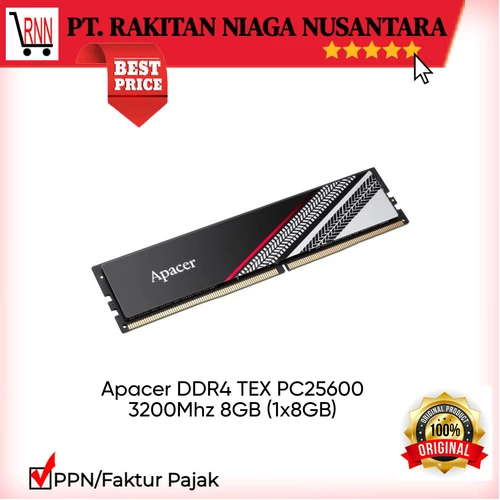 RNN
PT. RAKITAN NIAGA NUSANTARA
BEST
PRICE
Apacer
Apacer DDR4 TEX PC25600
3200Mhz 8GB (1x8GB)
ORIGINAL PRODUCT
100%
ORIGINAL
PPN/Faktur Pajak